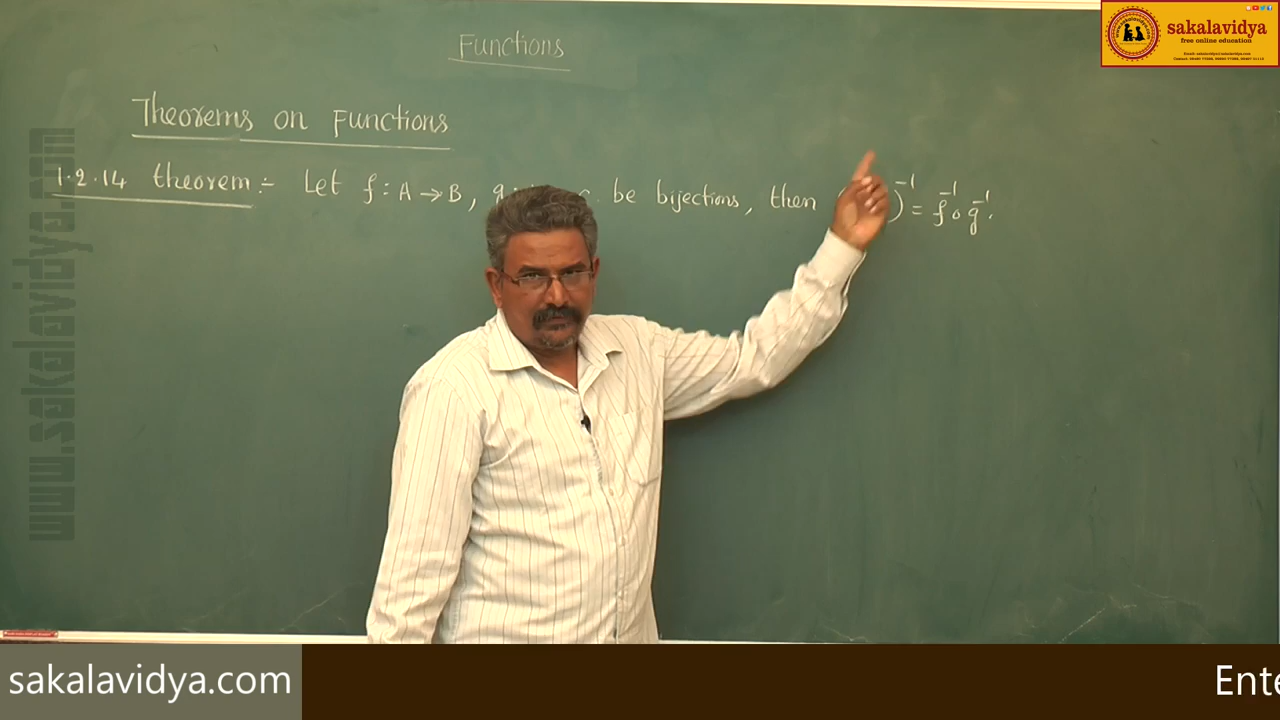 Functions
Theorems on Functions
1.2.14 theorem :- Let f : A → B, be bijections, then )⁻¹ = f⁻¹ o g⁻¹.
sakalavidya
free online education
www.sakalavidya.com
sakalavidya.com
Ente